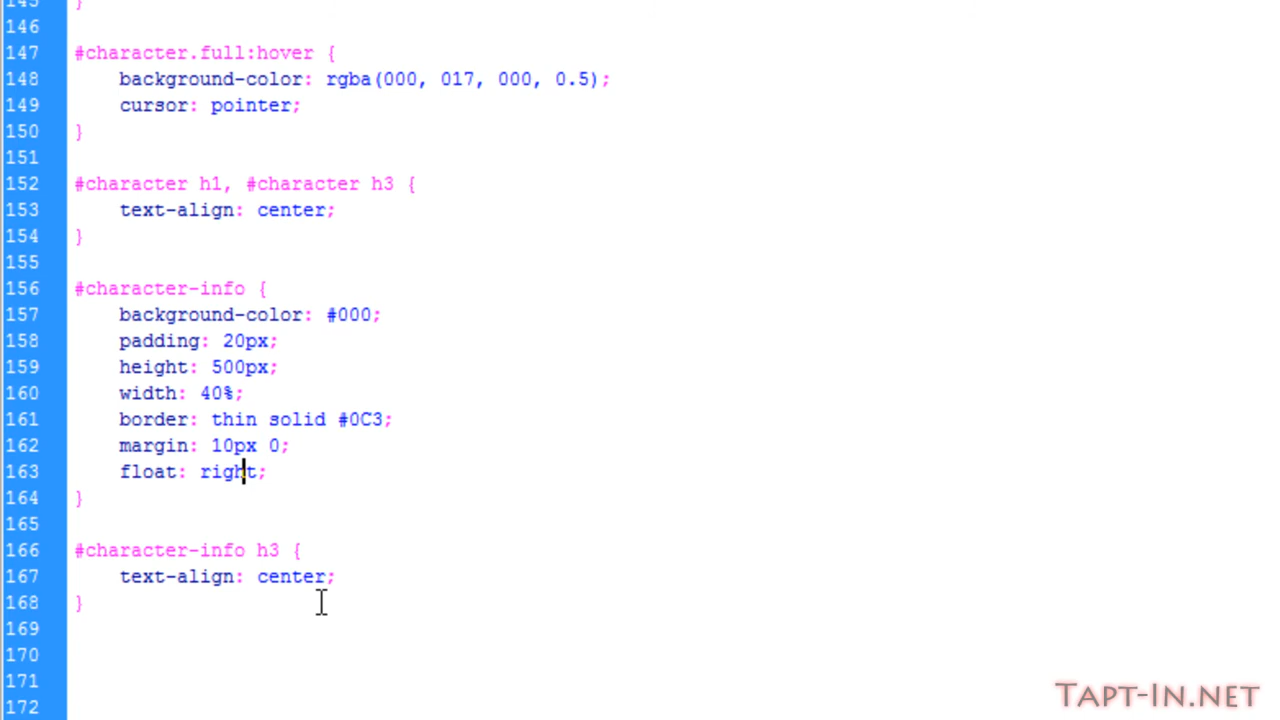 145 }
146
147 #character.full:hover {
148 background-color: rgba(000, 017, 000, 0.5);
149 cursor: pointer;
150 }
151
152 #character h1, #character h3 {
153 text-align: center;
154 }
155
156 #character-info {
157 background-color: #000;
158 padding: 20px;
159 height: 500px;
160 width: 40%;
161 border: thin solid #0C3;
162 margin: 10px 0;
163 float: right;
164 }
165
166 #character-info h3 {
167 text-align: center;
168 }
169
170
171
172
TAPT-IN.NET